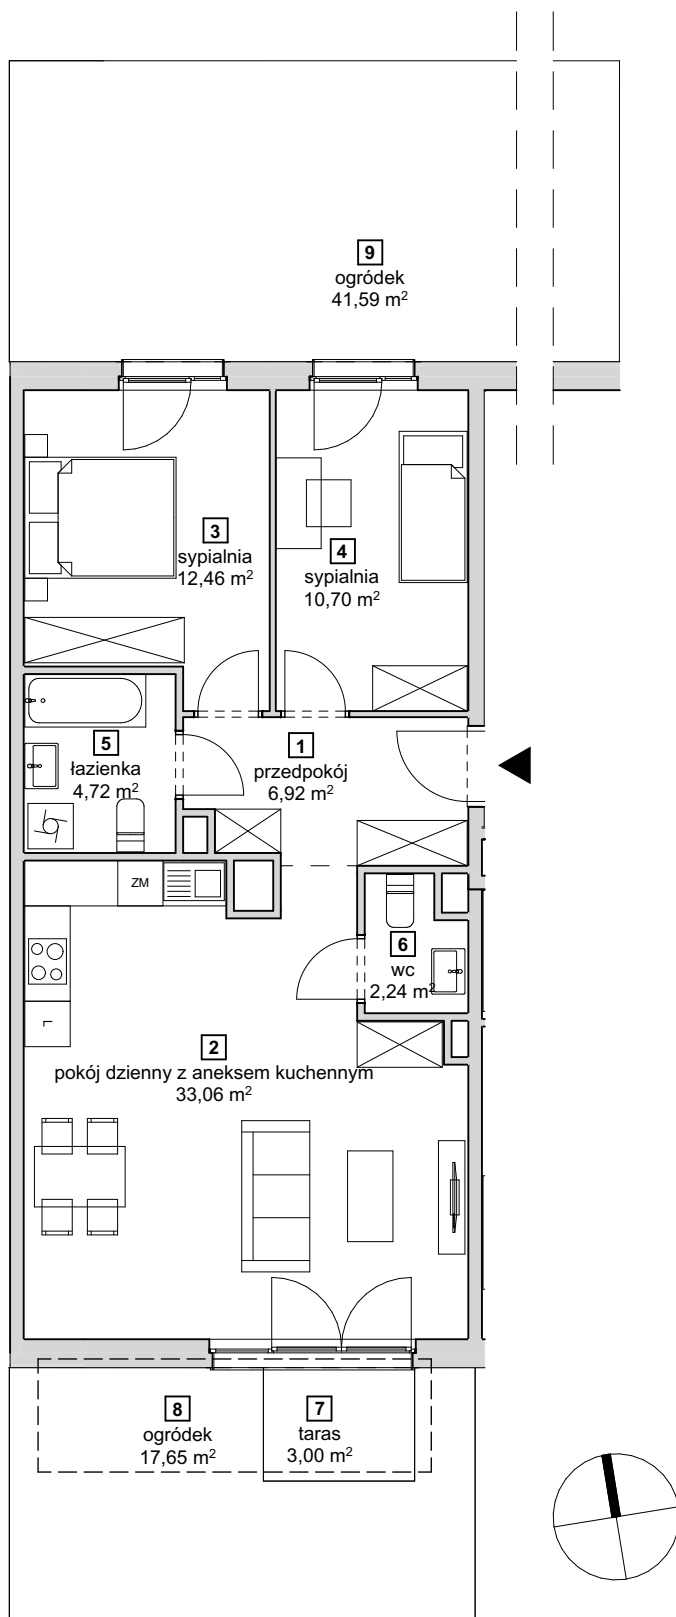 9
ogródek
41,59 m²
3
sypialnia
12,46 m²
4
sypialnia
10,70 m²
5
łazienka
4,72 m²
1
przedpokój
6,92 m²
ZM
6
wc
2,24 m²
L
2
pokój dzienny z aneksem kuchennym
33,06 m²
8
ogródek
17,65 m²
7
taras
3,00 m²